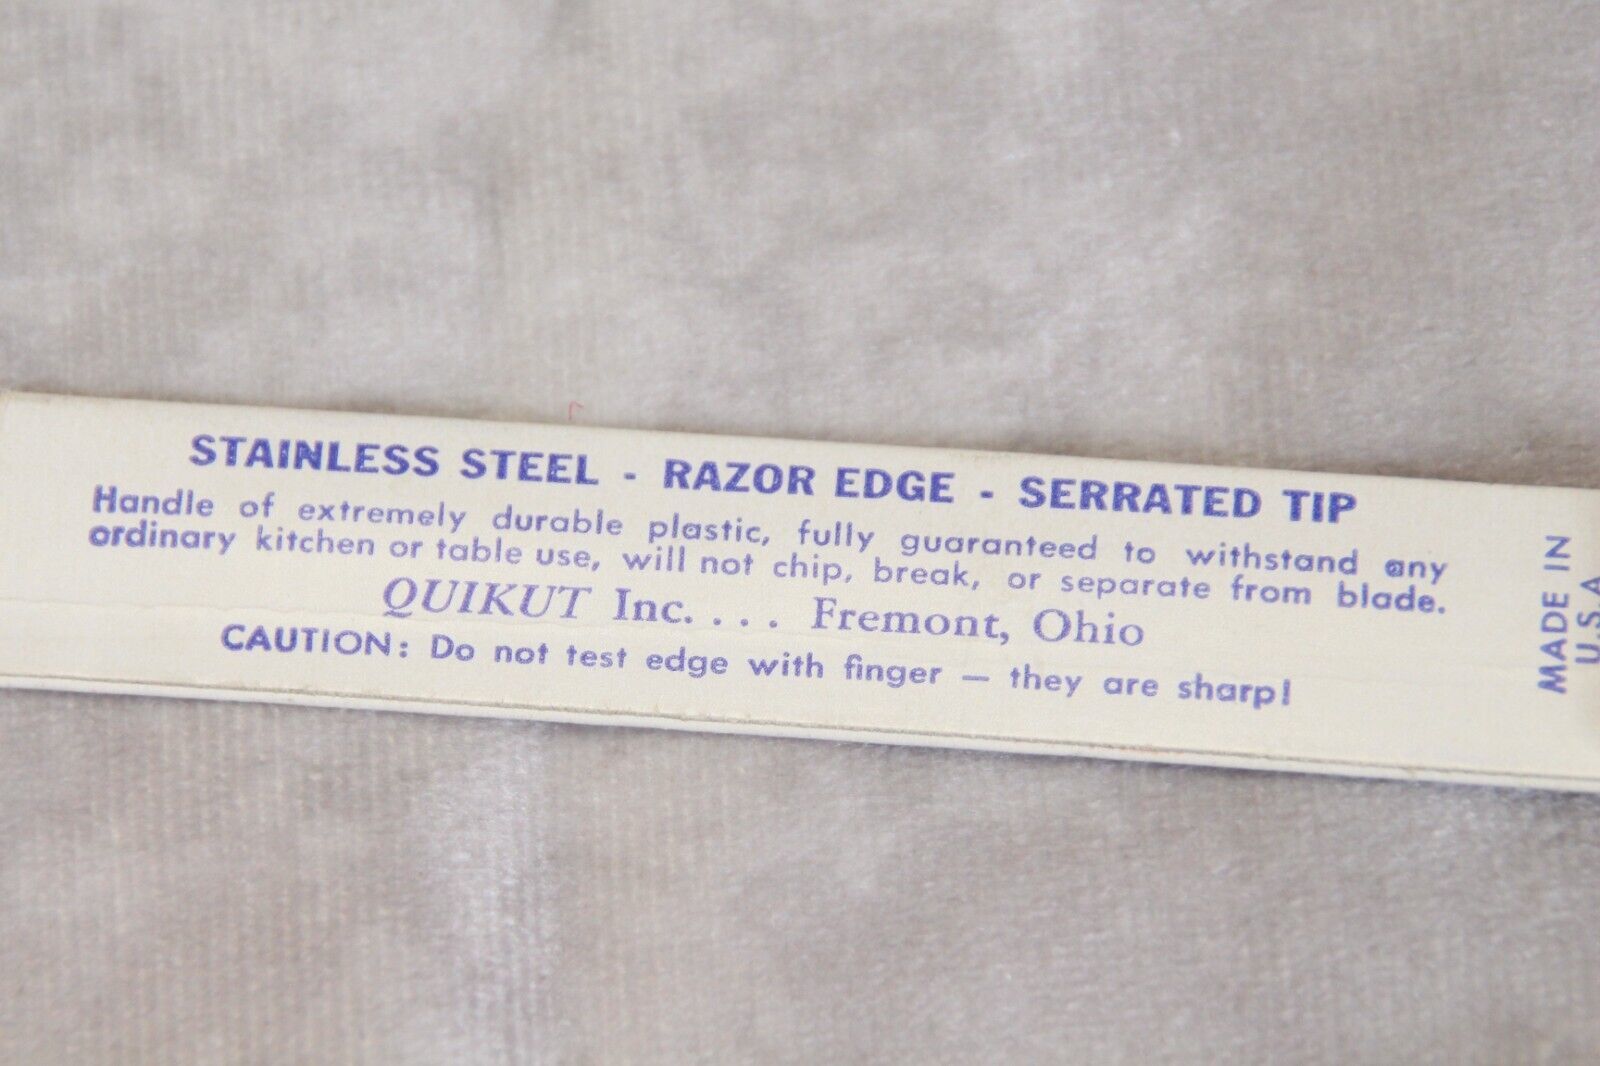 STAINLESS STEEL - RAZOR EDGE - SERRATED TIP
Handle of extremely durable plastic, fully guaranteed to withstand any
ordinary kitchen or table use, will not chip, break, or separate from blade.
QUIKUT Inc. . . . Fremont, Ohio
CAUTION: Do not test edge with finger — they are sharp!
MADE IN
U.S.A